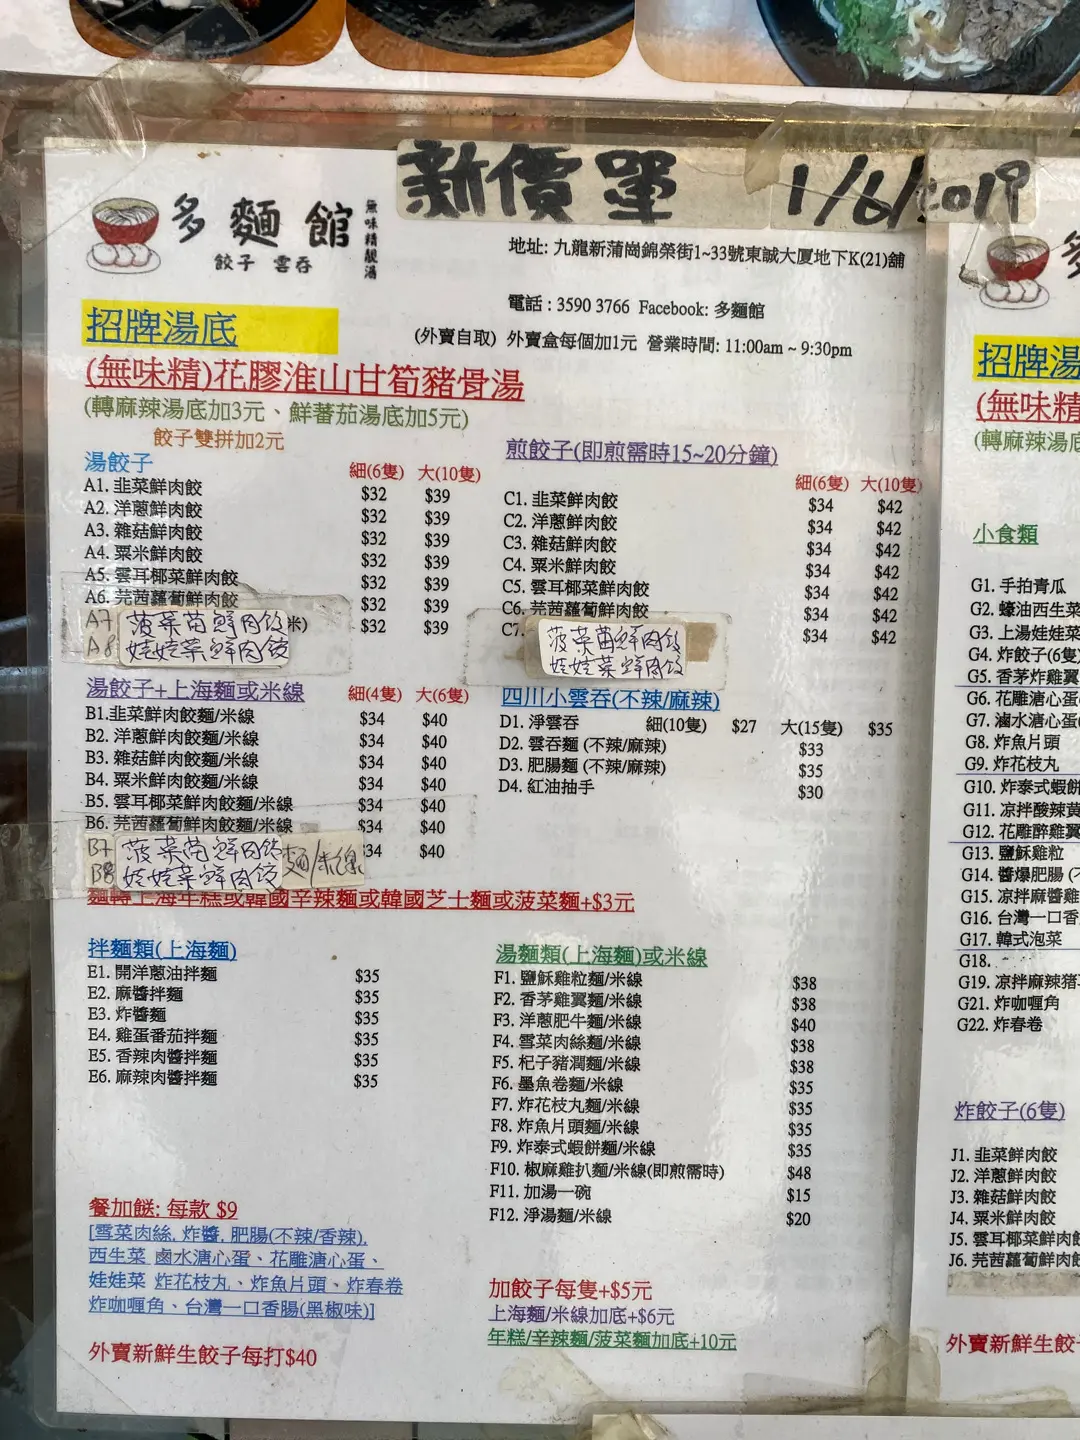 新價單 1/6/2019
多麵館
餃子 雲吞
無味精靚湯
地址: 九龍新蒲崗錦榮街1~33號東誠大廈地下K(21)舖
電話 : 3590 3766 Facebook: 多麵館
(外賣自取) 外賣盒每個加1元 營業時間: 11:00am ~ 9:30pm
招牌湯底
(無味精)花膠淮山甘筍豬骨湯
(轉麻辣湯底加3元、鮮蕃茄湯底加5元)
餃子雙拼加2元
湯餃子 細(6隻) 大(10隻)
A1. 韭菜鮮肉餃 $32 $39
A2. 洋蔥鮮肉餃 $32 $39
A3. 雜菇鮮肉餃 $32 $39
A4. 粟米鮮肉餃 $32 $39
A5. 雲耳椰菜鮮肉餃 $32 $39
A6. 芫茜蘿蔔鮮肉餃 $32 $39
A7 菠菜茵鮮肉餃 米) $32 $39
A8 娃娃菜鮮肉餃
煎餃子(即煎需時15~20分鐘)
細(6隻) 大(10隻)
C1. 韭菜鮮肉餃 $34 $42
C2. 洋蔥鮮肉餃 $34 $42
C3. 雜菇鮮肉餃 $34 $42
C4. 粟米鮮肉餃 $34 $42
C5. 雲耳椰菜鮮肉餃 $34 $42
C6. 芫茜蘿蔔鮮肉餃 $34 $42
C7. 菠菜茵鮮肉餃 $34 $42
娃娃菜鮮肉餃
湯餃子+上海麵或米線 細(4隻) 大(6隻)
B1.韭菜鮮肉餃麵/米線 $34 $40
B2. 洋蔥鮮肉餃麵/米線 $34 $40
B3. 雜菇鮮肉餃麵/米線 $34 $40
B4. 粟米鮮肉餃麵/米線 $34 $40
B5. 雲耳椰菜鮮肉餃麵/米線 $34 $40
B6. 芫茜蘿蔔鮮肉餃麵/米線 $34 $40
B7 菠菜茵鮮肉餃 麵/米線 $34 $40
B8 娃娃菜鮮肉餃
四川小雲吞(不辣/麻辣)
D1. 淨雲吞 細(10隻) $27 大(15隻) $35
D2. 雲吞麵 (不辣/麻辣) $33
D3. 肥腸麵 (不辣/麻辣) $35
D4. 紅油抽手 $30
麵轉上海年糕或韓國辛辣麵或韓國芝士麵或菠菜麵+$3元
拌麵類(上海麵)
E1. 開洋蔥油拌麵 $35
E2. 麻醬拌麵 $35
E3. 炸醬麵 $35
E4. 雞蛋番茄拌麵 $35
E5. 香辣肉醬拌麵 $35
E6. 麻辣肉醬拌麵 $35
湯麵類(上海麵)或米線
F1. 鹽穌雞粒麵/米線 $38
F2. 香茅雞翼麵/米線 $38
F3. 洋蔥肥牛麵/米線 $40
F4. 雪菜肉絲麵/米線 $38
F5. 杞子豬潤麵/米線 $38
F6. 墨魚卷麵/米線 $35
F7. 炸花枝丸麵/米線 $35
F8. 炸魚片頭麵/米線 $35
F9. 炸泰式蝦餅麵/米線 $35
F10. 椒麻雞扒麵/米線(即煎需時) $48
F11. 加湯一碗 $15
F12. 淨湯麵/米線 $20
餐加餸: 每款 $9
[雪菜肉絲, 炸醬, 肥腸(不辣/香辣),
西生菜 鹵水溏心蛋、花雕溏心蛋、
娃娃菜 炸花枝丸、炸魚片頭、炸春卷
炸咖喱角、台灣一口香腸(黑椒味)]
外賣新鮮生餃子每打$40
加餃子每隻+$5元
上海麵/米線加底+$6元
年糕/辛辣麵/菠菜麵加底+10元
招牌湯
(無味精
(轉麻辣湯底
小食類
G1. 手拍青瓜
G2. 蠔油西生菜
G3. 上湯娃娃菜
G4. 炸餃子(6隻)
G5. 香茅炸雞翼
G6. 花雕溏心蛋
G7. 滷水溏心蛋
G8. 炸魚片頭
G9. 炸花枝丸
G10. 炸泰式蝦餅
G11. 凉拌酸辣
G12. 花雕醉雞翼
G13. 鹽穌雞粒
G14. 醬爆肥腸
G15. 凉拌麻醬雞
G16. 台灣一口香
G17. 韓式泡菜
G18.
G19. 凉拌麻辣豬
G21. 炸咖喱角
G22. 炸春卷
炸餃子(6隻)
J1. 韭菜鮮肉餃
J2. 洋蔥鮮肉餃
J3. 雜菇鮮肉餃
J4. 粟米鮮肉餃
J5. 雲耳椰菜鮮肉
J6. 芫茜蘿蔔鮮肉
外賣新鮮生餃子